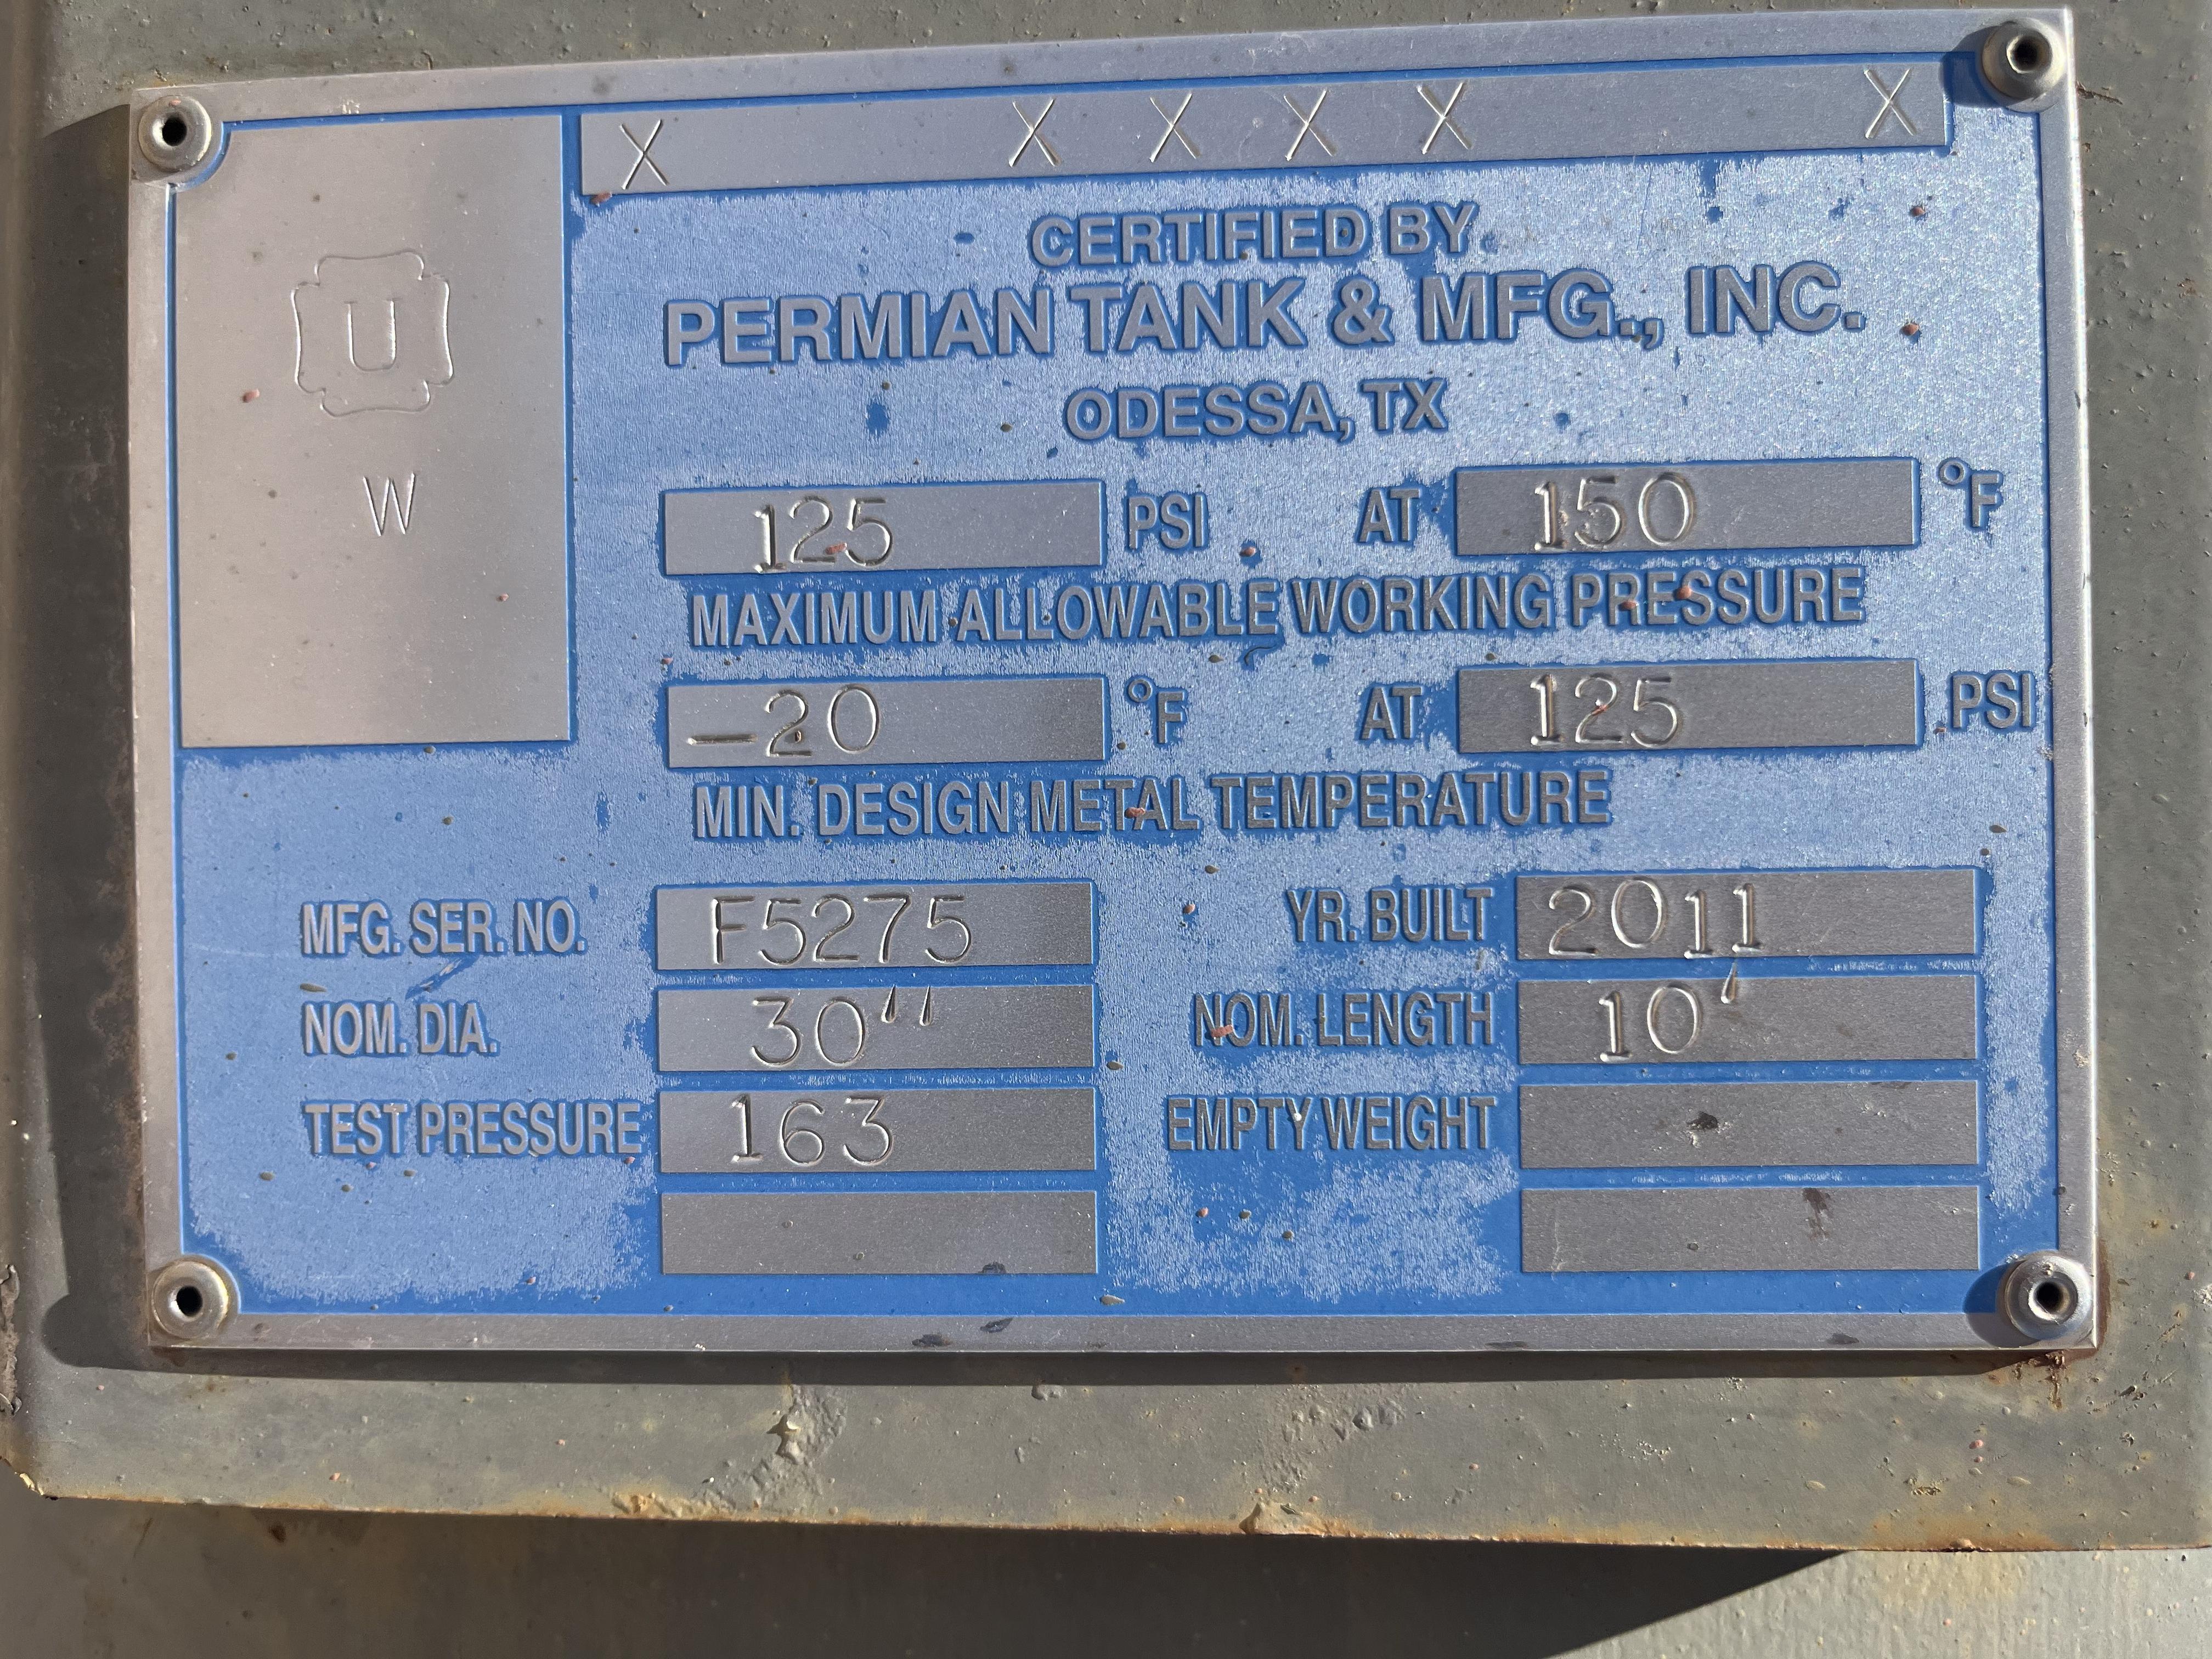 X X X X X X
U
W
CERTIFIED BY
PERMIAN TANK & MFG., INC.
ODESSA, TX
125 PSI AT 150 °F
MAXIMUM ALLOWABLE WORKING PRESSURE
-20 °F AT 125 PSI
MIN. DESIGN METAL TEMPERATURE
MFG. SER. NO. F5275 YR. BUILT 2011
NOM. DIA. 30" NOM. LENGTH 10'
TEST PRESSURE 163 EMPTY WEIGHT